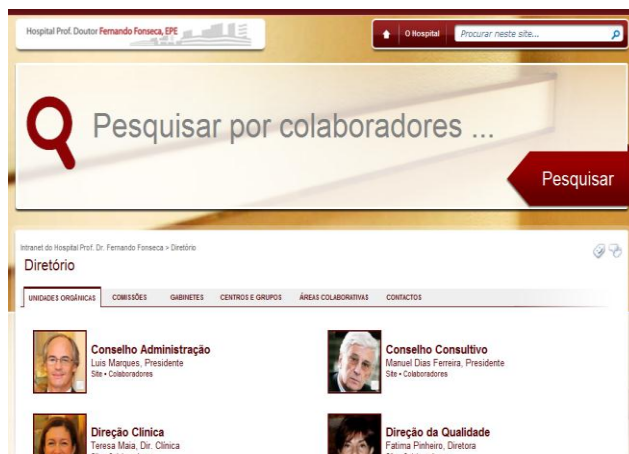 Hospital Prof. Doutor Fernando Fonseca, EPE
O Hospital
Procurar neste site...
Pesquisar por colaboradores ...
Pesquisar
Intranet do Hospital Prof. Dr. Fernando Fonseca > Diretório
Diretório
UNIDADES ORGÂNICAS COMISSÕES GABINETES CENTROS E GRUPOS ÁREAS COLABORATIVAS CONTACTOS
Conselho Administração
Luis Marques, Presidente
Site • Colaboradores
Conselho Consultivo
Manuel Dias Ferreira, Presidente
Site • Colaboradores
Direção Clínica
Teresa Maia, Dir. Clínica
Direção da Qualidade
Fatima Pinheiro, Diretora